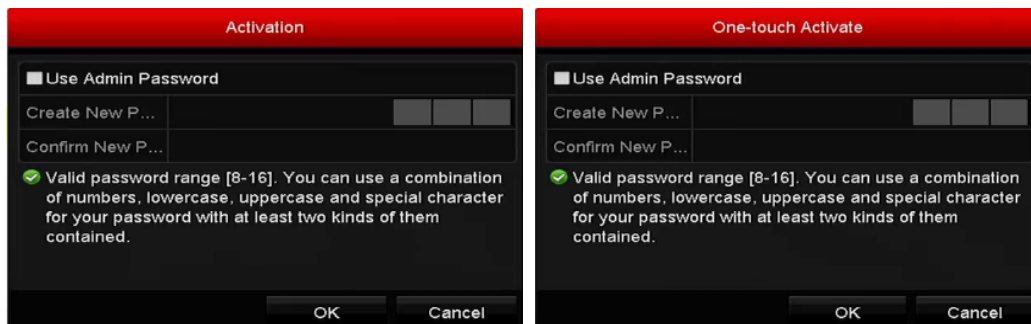 Activation
Use Admin Password
Create New P...
Confirm New P...
Valid password range [8-16]. You can use a combination
of numbers, lowercase, uppercase and special character
for your password with at least two kinds of them
contained.
OK Cancel
One-touch Activate
Use Admin Password
Create New P...
Confirm New P...
Valid password range [8-16]. You can use a combination
of numbers, lowercase, uppercase and special character
for your password with at least two kinds of them
contained.
OK Cancel